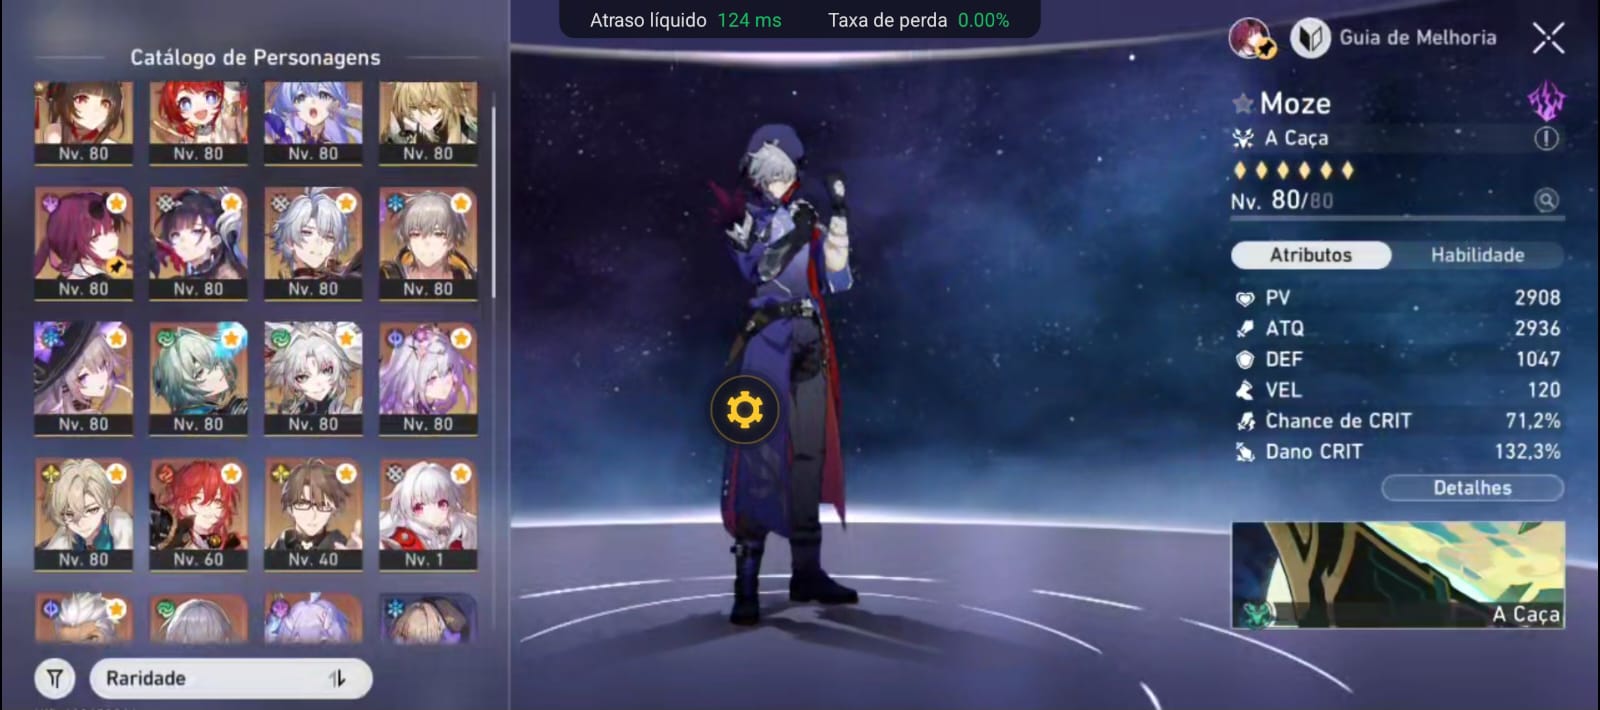 Atraso líquido 124 ms Taxa de perda 0.00%
Catálogo de Personagens
Nv. 80 Nv. 80 Nv. 80 Nv. 80
Nv. 80 Nv. 80 Nv. 80 Nv. 80
Nv. 80 Nv. 80 Nv. 80 Nv. 80
Nv. 80 Nv. 60 Nv. 40 Nv. 1
Raridade
Guia de Melhoria
Moze
A Caça
Nv. 80/80
Atributos Habilidade
PV 2908
ATQ 2936
DEF 1047
VEL 120
Chance de CRIT 71,2%
Dano CRIT 132,3%
Detalhes
A Caça